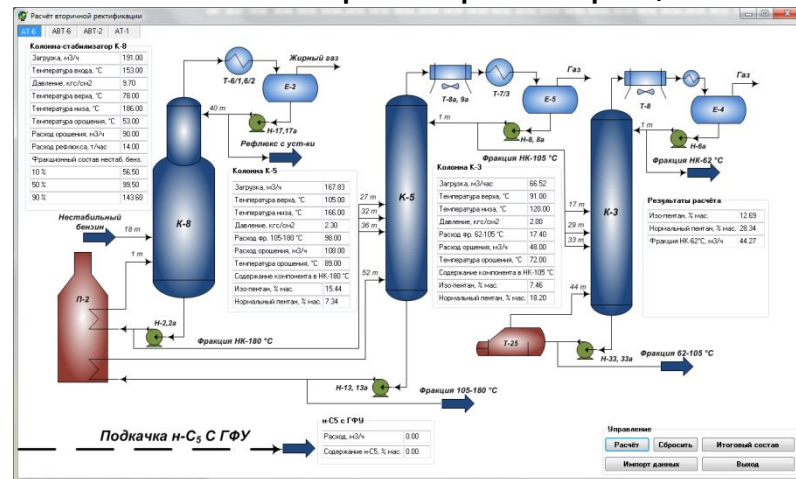 Расчёт вторичной ректификации
АТ-6 АВТ-6 АВТ-2 АТ-1
Колонна-стабилизатор К-8
Загрузка, м3/ч 191.00
Температура входа, °С 153.00
Давление, кгс/см2 9.70
Температура верха, °С 78.00
Температура низа, °С 186.00
Температура орошения, °С 53.00
Расход орошения, м3/ч 90.00
Расход рефлюкса, т/час 14.00
Фракционный состав нестаб. бенз.
10 % 56.50
50 % 99.50
90 % 143.60
Т-6/1,6/2
Жирный газ
Е-2
40 т
Н-17,17а
Рефлюкс с уст-ки
К-8
Нестабильный
бензин
18 т
1 т
П-2
Н-2,2а
Фракция НК-180 °С
Колонна К-5
Загрузка, м3/ч 167.83
Температура верха, °С 105.00
Температура низа, °С 166.00
Давление, кгс/см2 2.30
Расход фр. 105-180 °С 98.00
Расход орошения, м3/ч 108.00
Температура орошения, °С 89.00
Содержание компонента в НК-180 °С
Изо-пентан, % мас. 15.44
Нормальный пентан, % мас. 7.34
27 т
32 т
36 т
52 т
К-5
Т-8а, 9а
Т-7/3
Газ
Е-5
1 т
Н-8, 8а
Фракция НК-105 °С
Н-13, 13а
Фракция 105-180 °С
Колонна К-3
Загрузка, м3/час 66.52
Температура верха, °С 91.00
Температура низа, °С 120.00
Давление, кгс/см2 2.00
Расход фр. 62-105 °С 17.40
Расход оршения, м3/ч 48.00
Температура орошения, °С 72.00
Содержание компонента в НК-105 °С
Изо-пентан, % мас. 7.46
Нормальный пентан, % мас. 18.20
17 т
29 т
33 т
44 т
К-3
Т-8
Газ
Е-4
1 т
Н-6а
Фракция НК-62 °С
Т-25
Н-33, 33а
Фракция 62-105 °С
Результаты расчёта
Изо-пентан, % мас. 12.69
Нормальный пентан, % мас. 28.34
Фракция НК-62°С, м3/ч 44.27
Подкачка н-С₅ С ГФУ
н-С5 с ГФУ
Расход, м3/ч 0.00
Содержание н-С5, % мас. 0.00
Управление
Расчёт Сбросить Итоговый состав
Импорт данных Выход